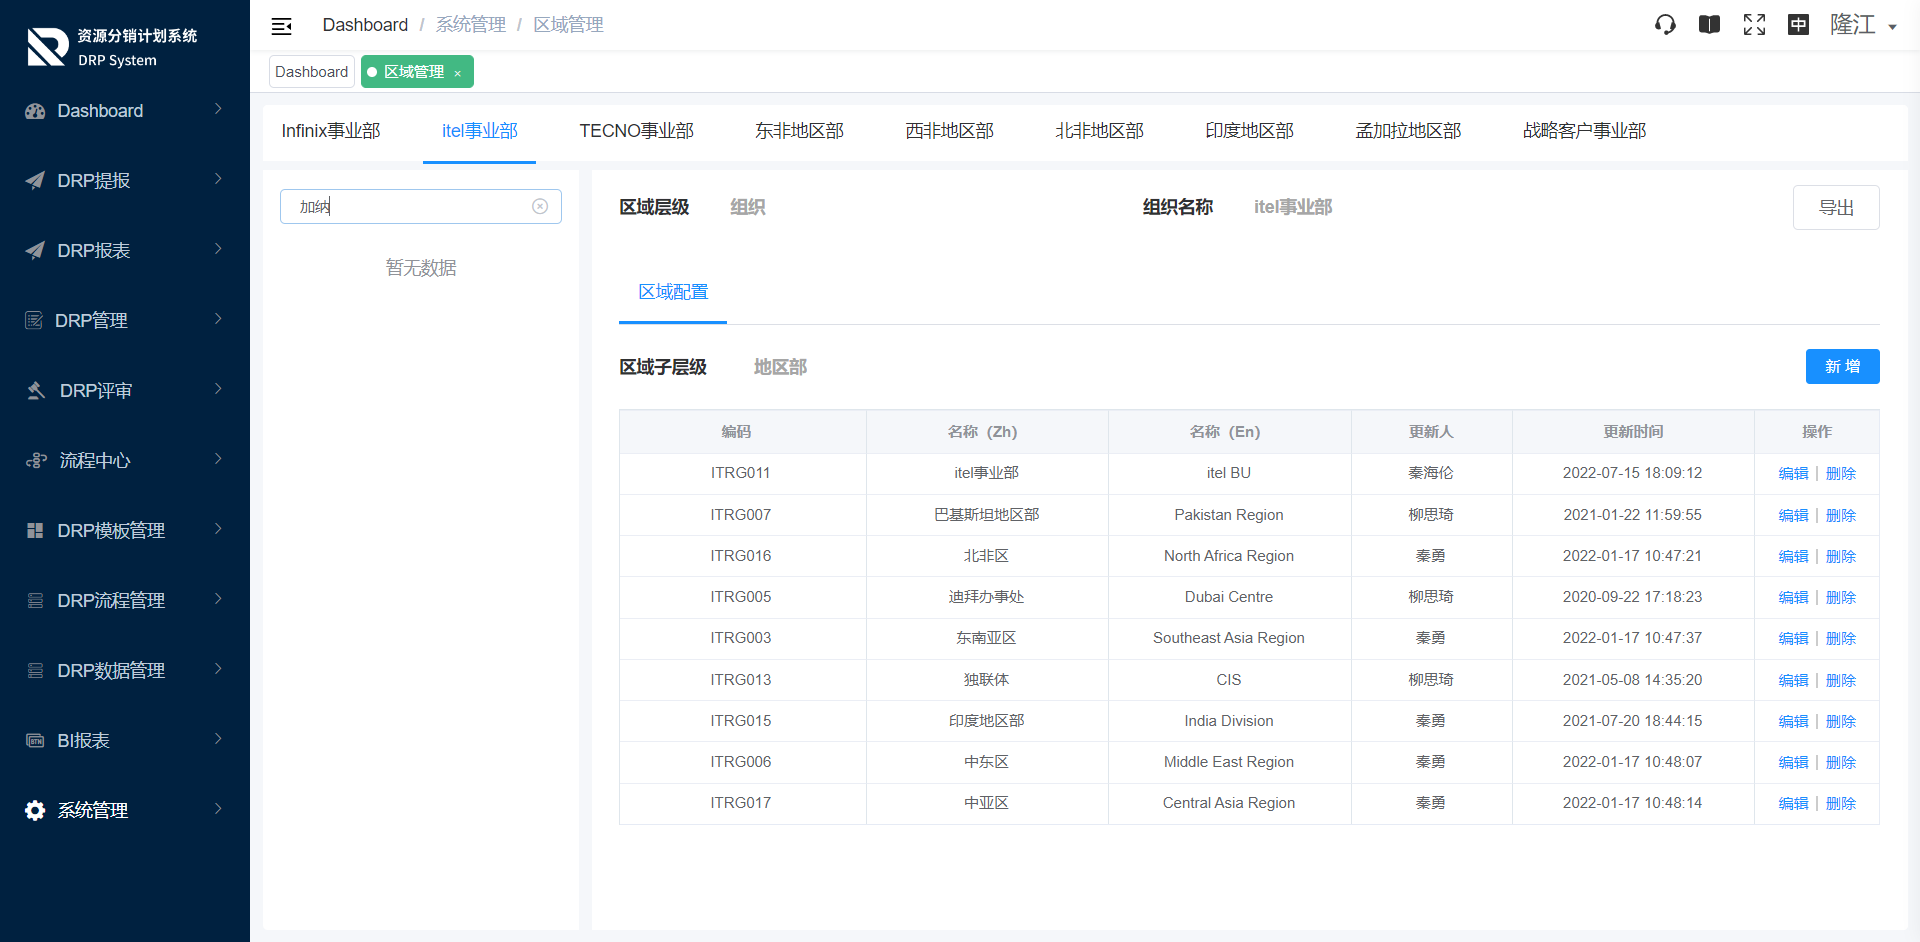 资源分销计划系统
DRP System
Dashboard
DRP提报
DRP报表
DRP管理
DRP评审
流程中心
DRP模板管理
DRP流程管理
DRP数据管理
BI报表
系统管理
Dashboard / 系统管理 / 区域管理
中 隆江
Dashboard 区域管理 ×
Infinix事业部 itel事业部 TECNO事业部 东非地区部 西非地区部 北非地区部 印度地区部 孟加拉地区部 战略客户事业部
加纳
暂无数据
区域层级 组织 组织名称 itel事业部 导出
区域配置
区域子层级 地区部 新增
编码 名称（Zh） 名称（En） 更新人 更新时间 操作
ITRG011 itel事业部 itel BU 秦海伦 2022-07-15 18:09:12 编辑 | 删除
ITRG007 巴基斯坦地区部 Pakistan Region 柳思琦 2021-01-22 11:59:55 编辑 | 删除
ITRG016 北非区 North Africa Region 秦勇 2022-01-17 10:47:21 编辑 | 删除
ITRG005 迪拜办事处 Dubai Centre 柳思琦 2020-09-22 17:18:23 编辑 | 删除
ITRG003 东南亚区 Southeast Asia Region 秦勇 2022-01-17 10:47:37 编辑 | 删除
ITRG013 独联体 CIS 柳思琦 2021-05-08 14:35:20 编辑 | 删除
ITRG015 印度地区部 India Division 秦勇 2021-07-20 18:44:15 编辑 | 删除
ITRG006 中东区 Middle East Region 秦勇 2022-01-17 10:48:07 编辑 | 删除
ITRG017 中亚区 Central Asia Region 秦勇 2022-01-17 10:48:14 编辑 | 删除